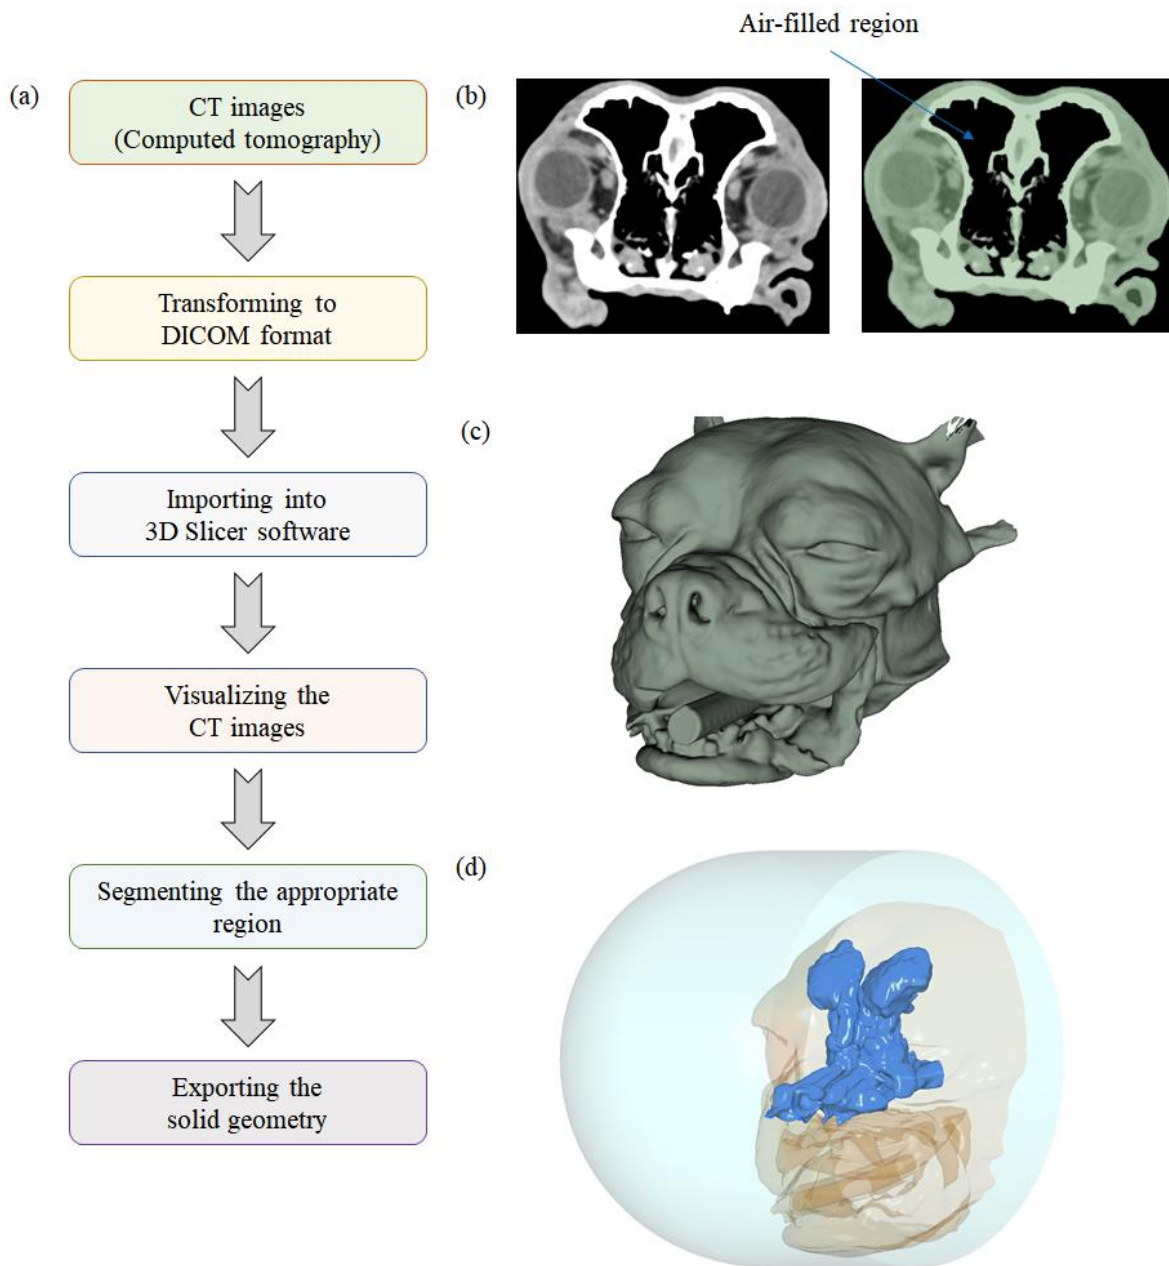 Air-filled region
(a)
CT images
(Computed tomography)
Transforming to
DICOM format
Importing into
3D Slicer software
Visualizing the
CT images
Segmenting the appropriate
region
Exporting the
solid geometry
(b)
(c)
(d)